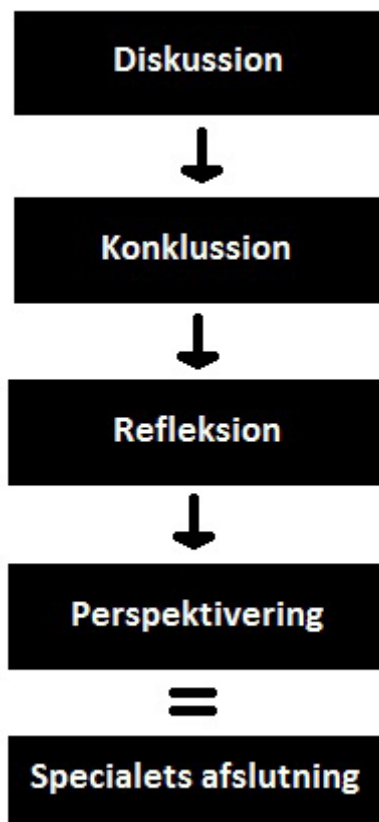 Diskussion
Konklussion
Refleksion
Perspektivering
=
Specialets afslutning